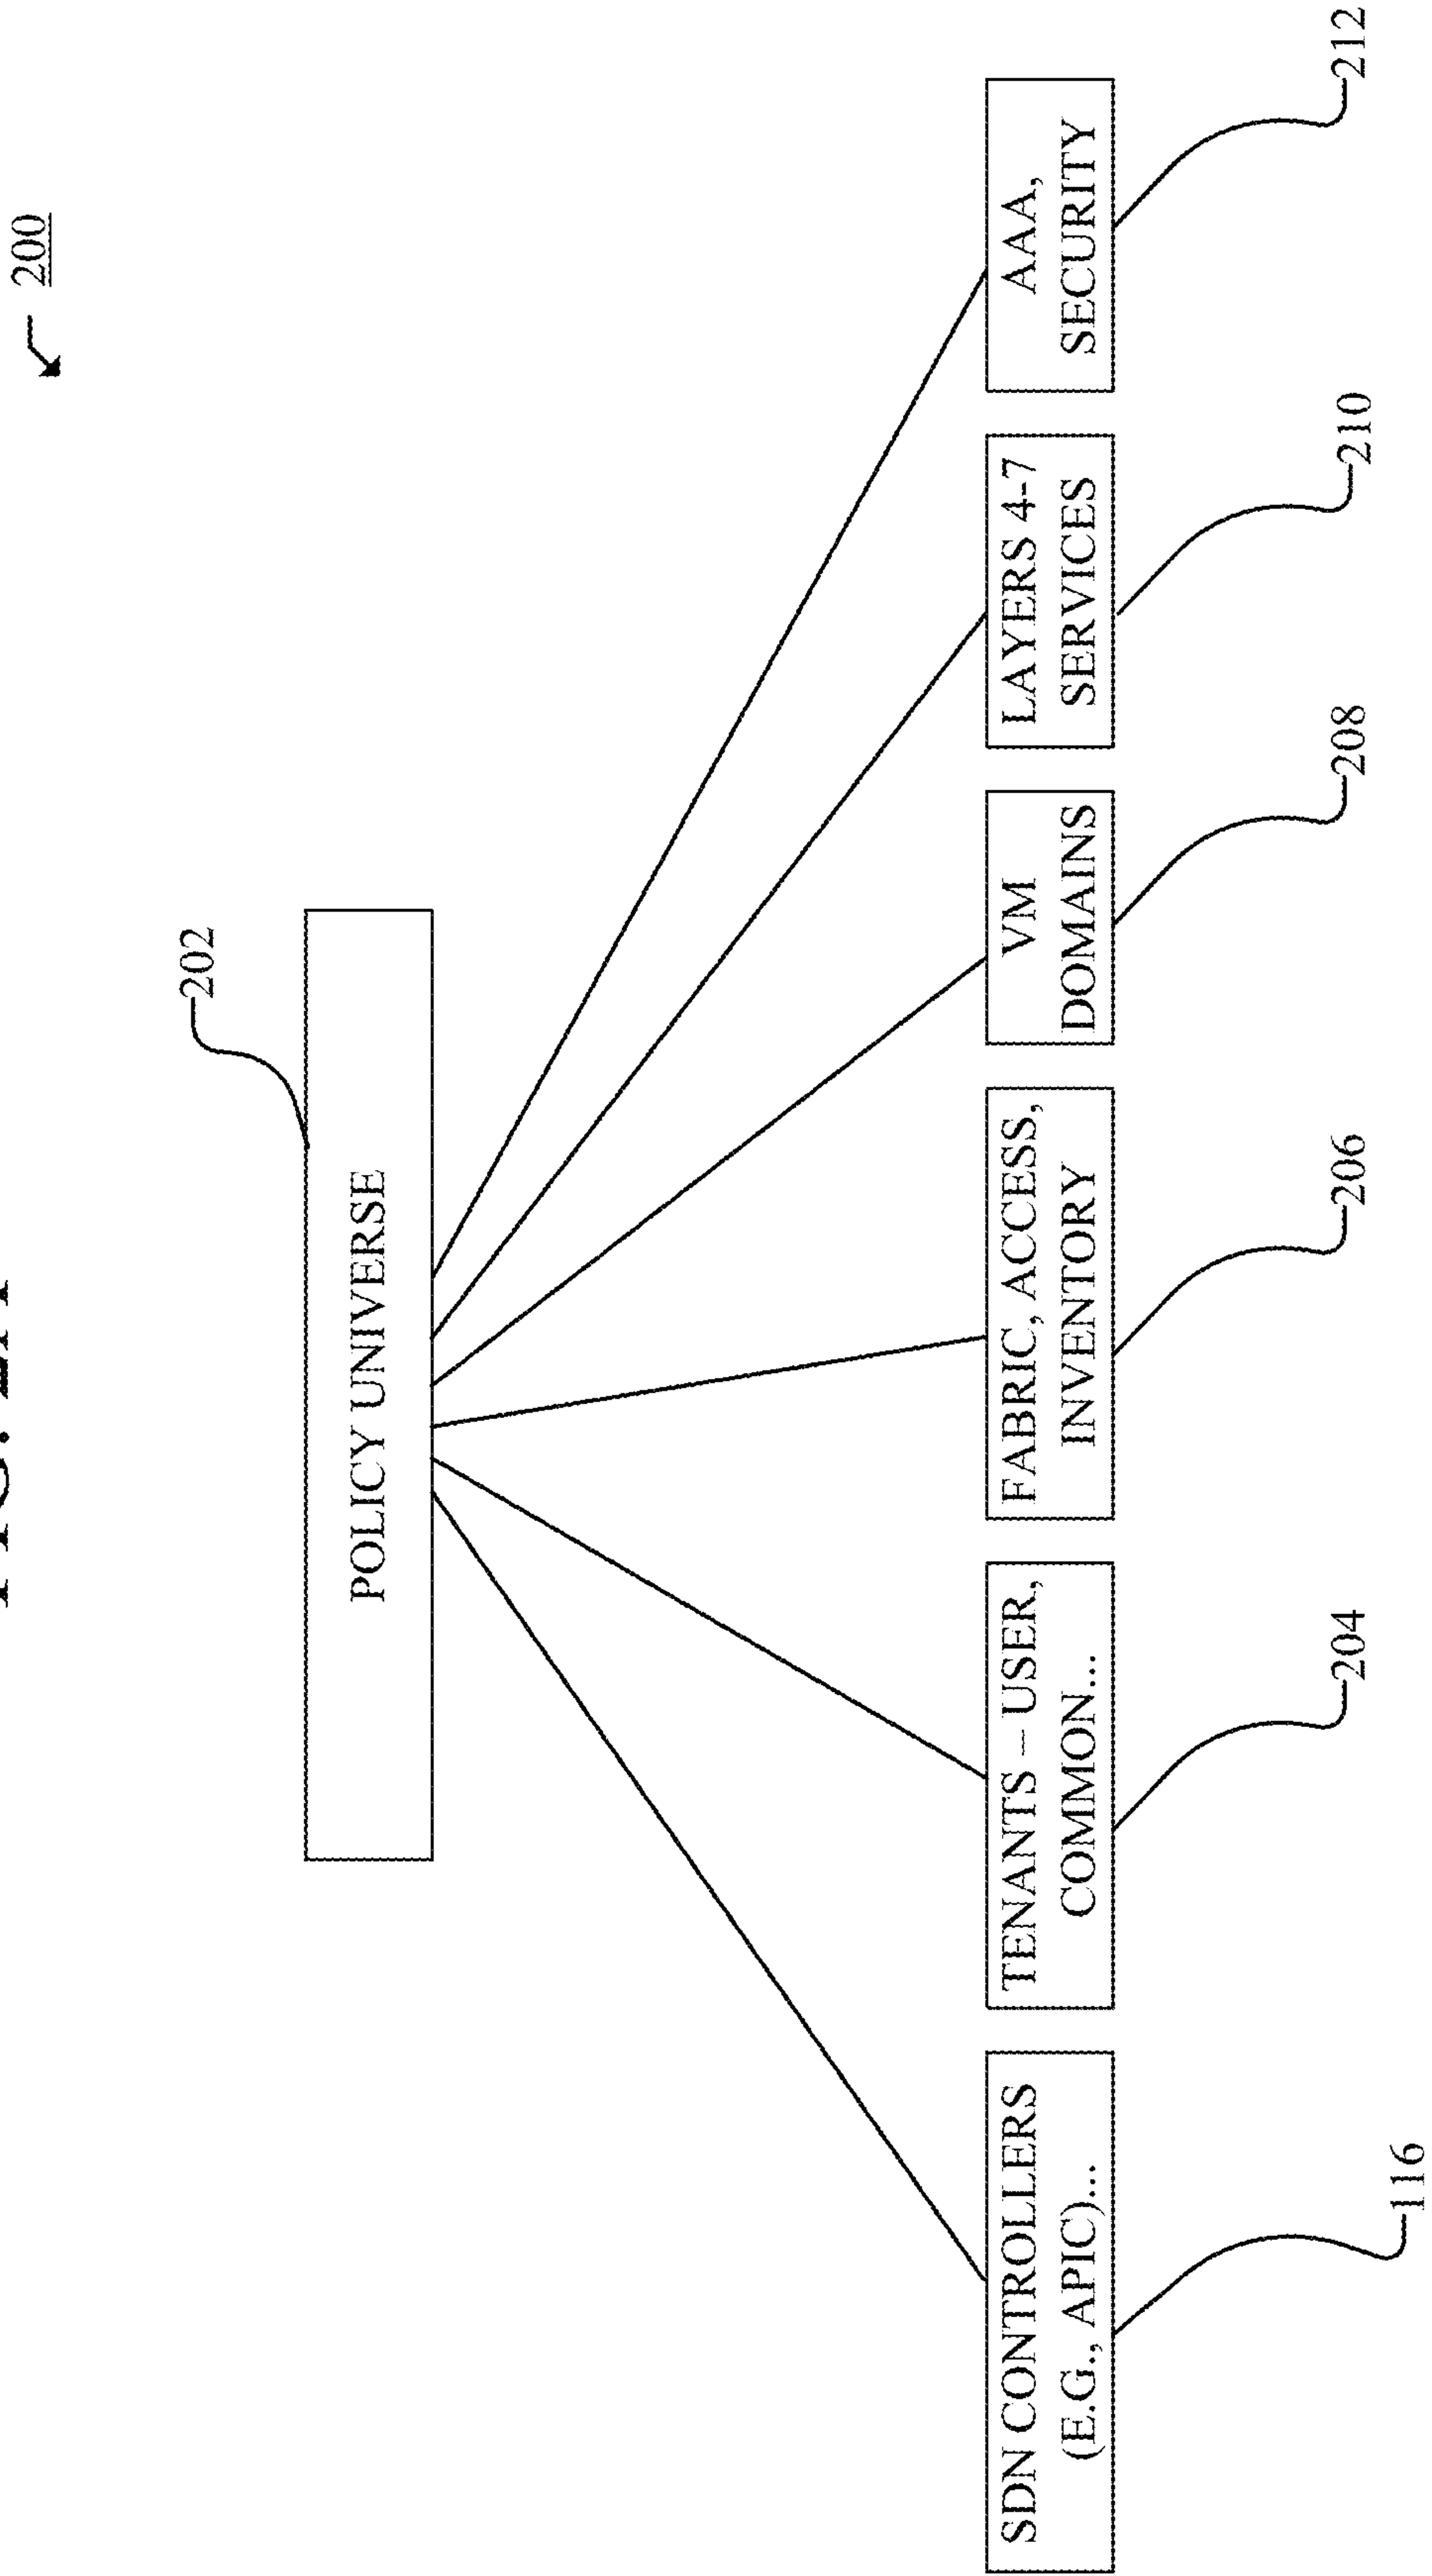 200
202
POLICY UNIVERSE
SDN CONTROLLERS
(E.G., APIC)...
TENANTS – USER,
COMMON...
FABRIC, ACCESS,
INVENTORY
VM
DOMAINS
LAYERS 4-7
SERVICES
AAA,
SECURITY
116
204
206
208
210
212